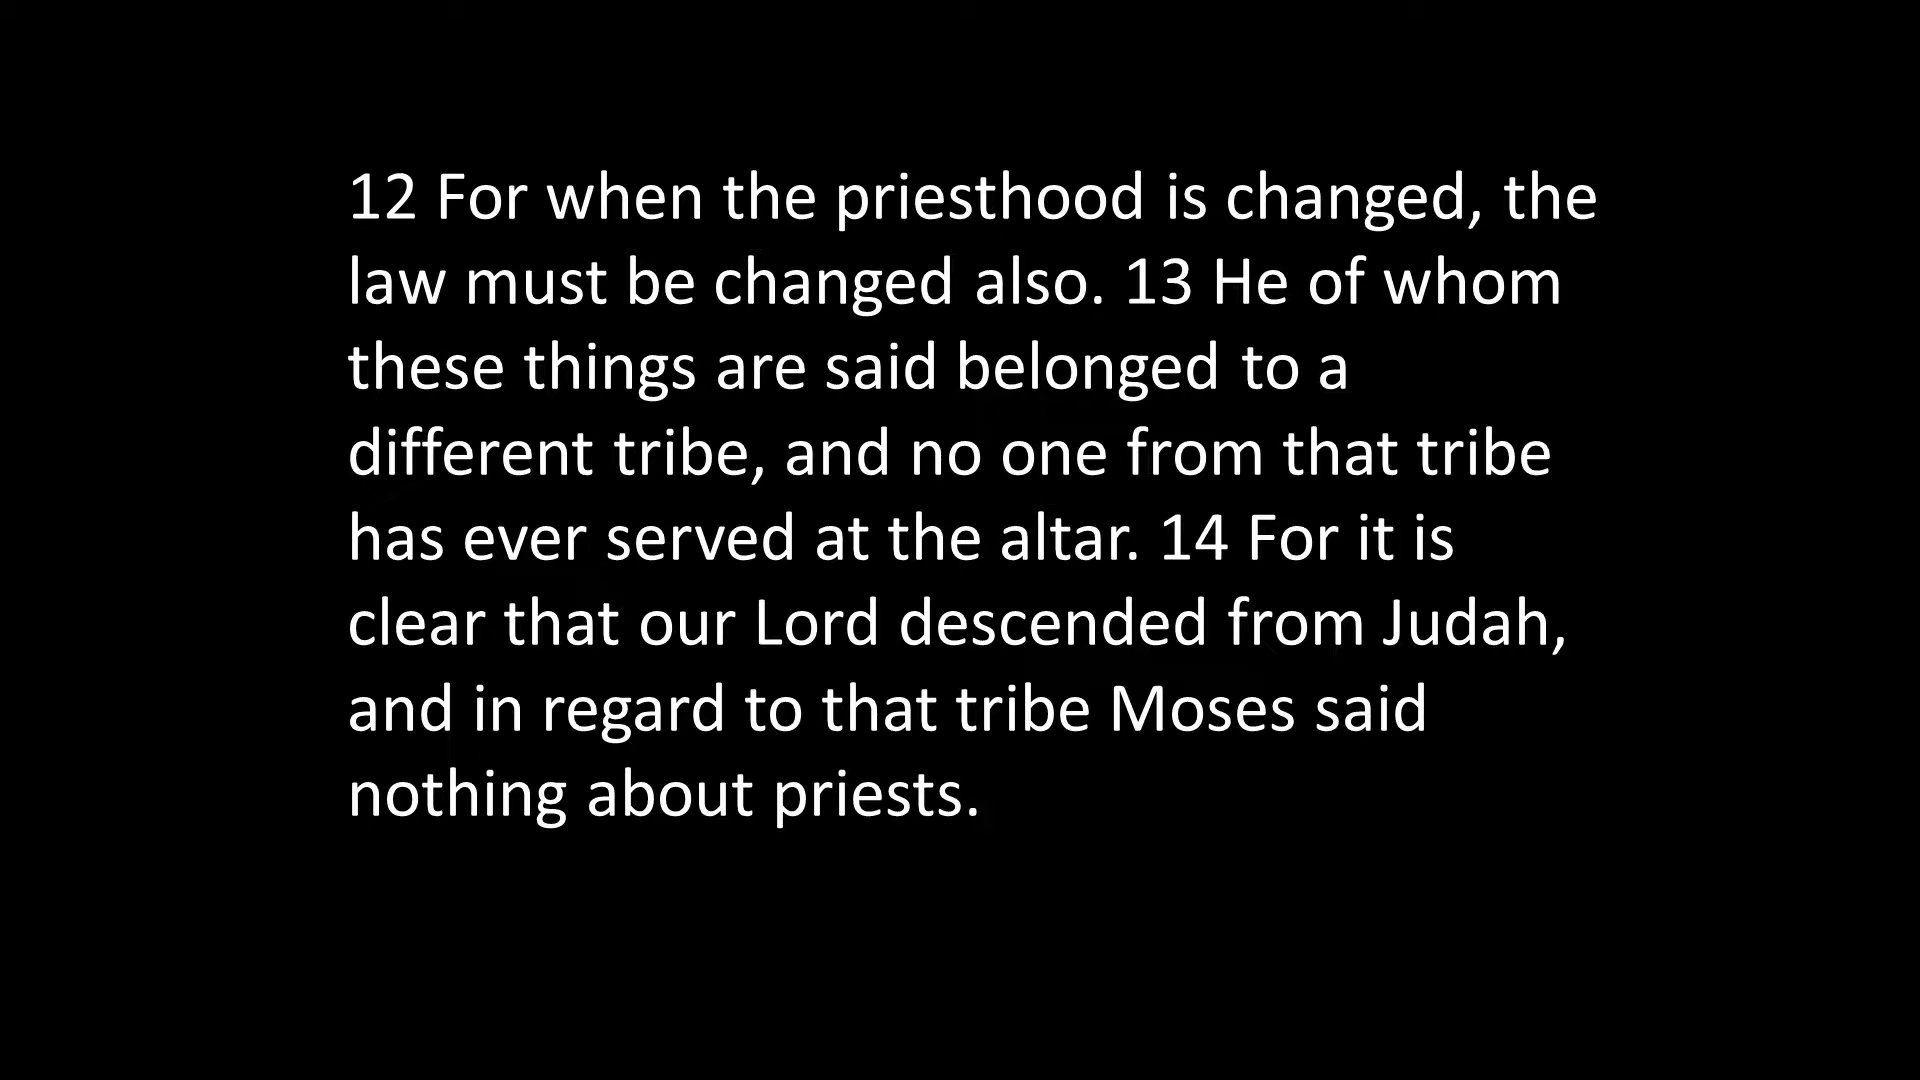 12 For when the priesthood is changed, the
law must be changed also. 13 He of whom
these things are said belonged to a
different tribe, and no one from that tribe
has ever served at the altar. 14 For it is
clear that our Lord descended from Judah,
and in regard to that tribe Moses said
nothing about priests.